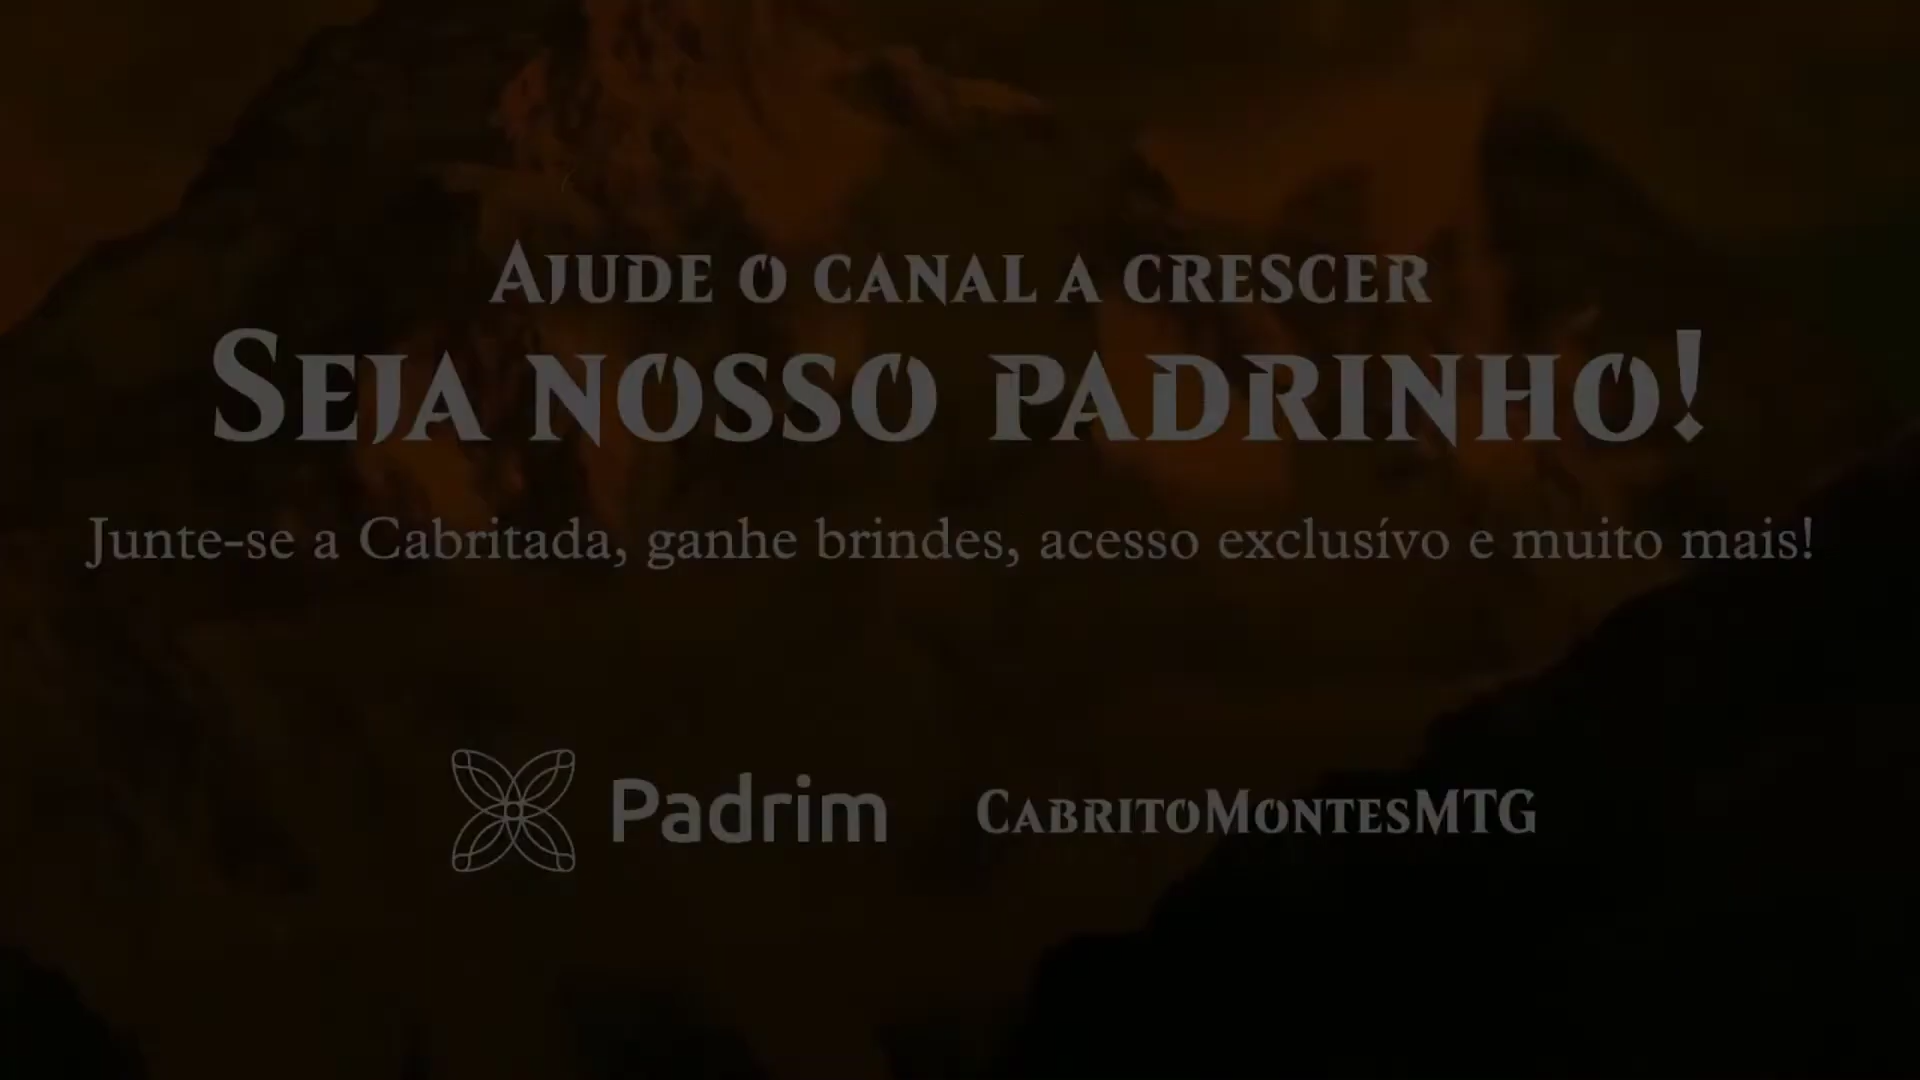 Ajude o canal a crescer
Seja nosso padrinho!
Junte-se a Cabritada, ganhe brindes, acesso exclusívo e muito mais!
Padrim CabritoMontesMTG